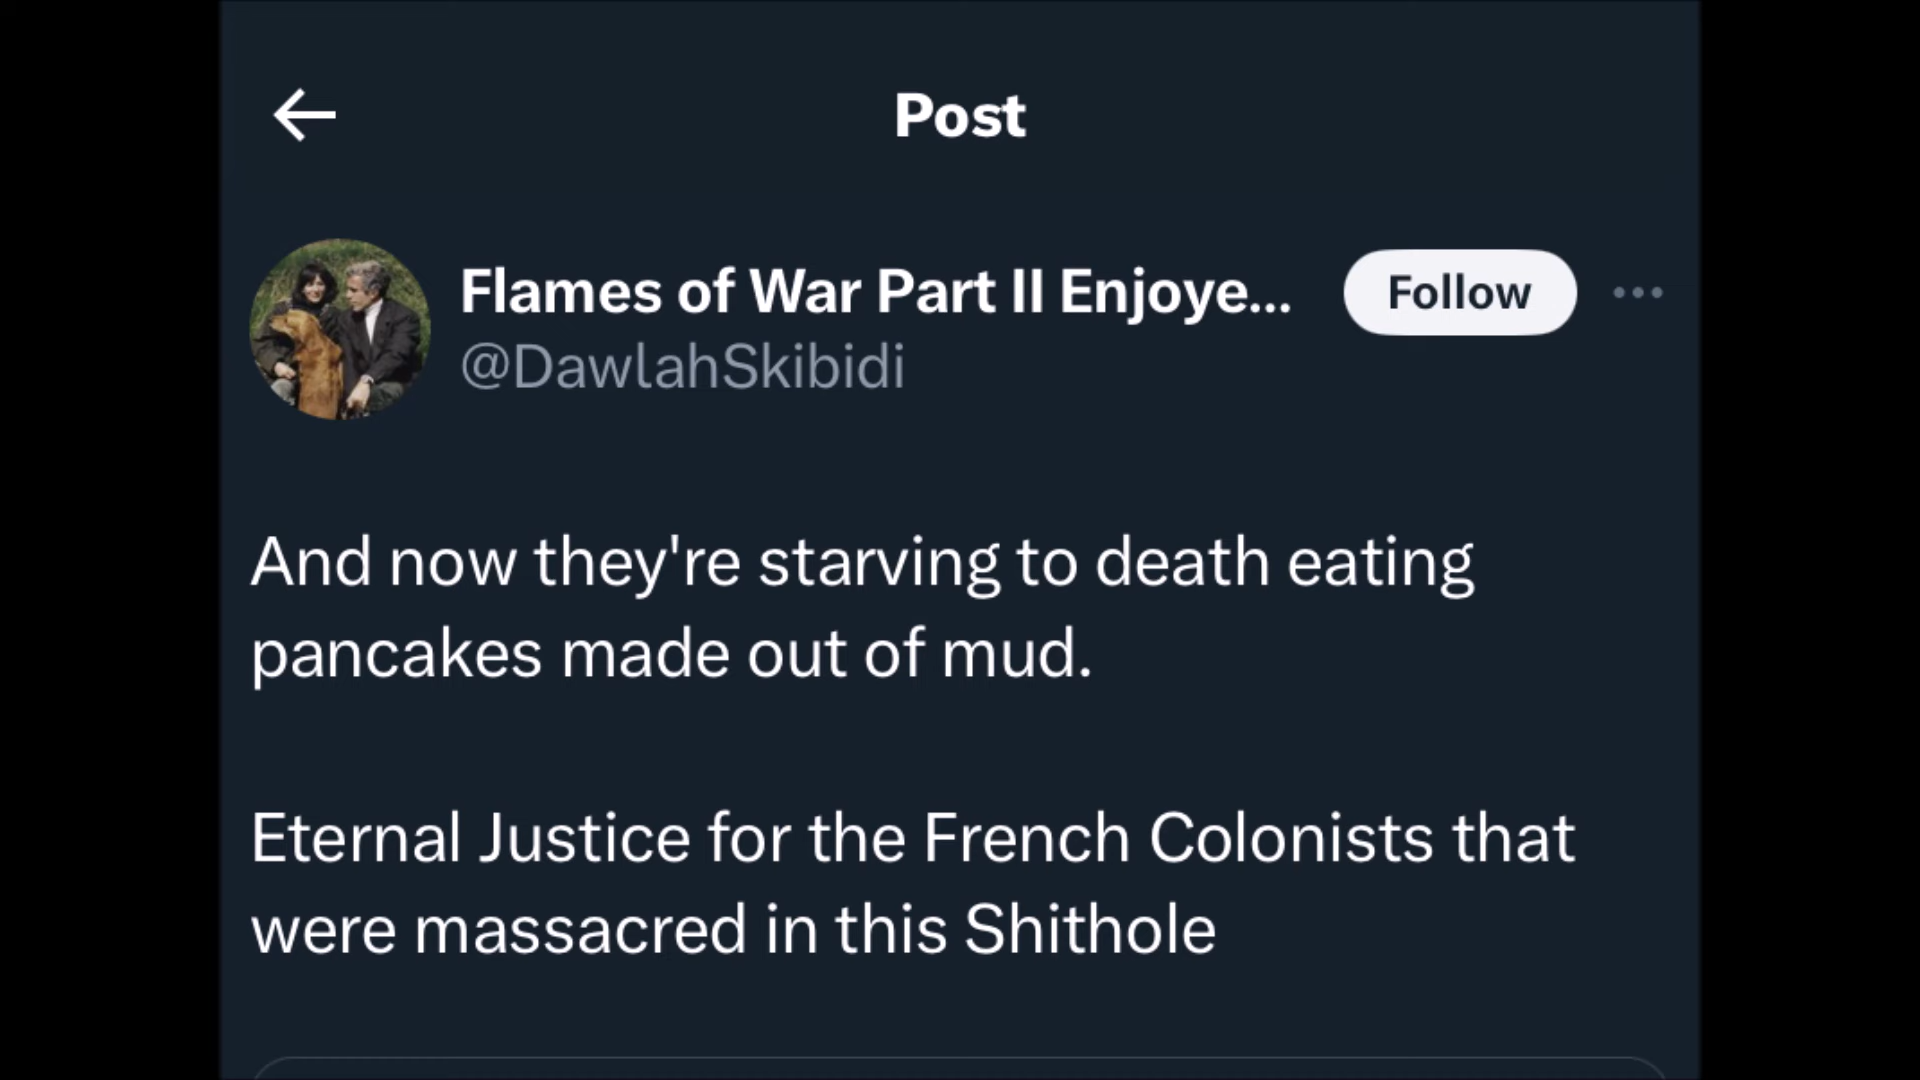 Post
Flames of War Part II Enjoye...
Follow
@DawlahSkibidi
And now they're starving to death eating
pancakes made out of mud.
Eternal Justice for the French Colonists that
were massacred in this Shithole